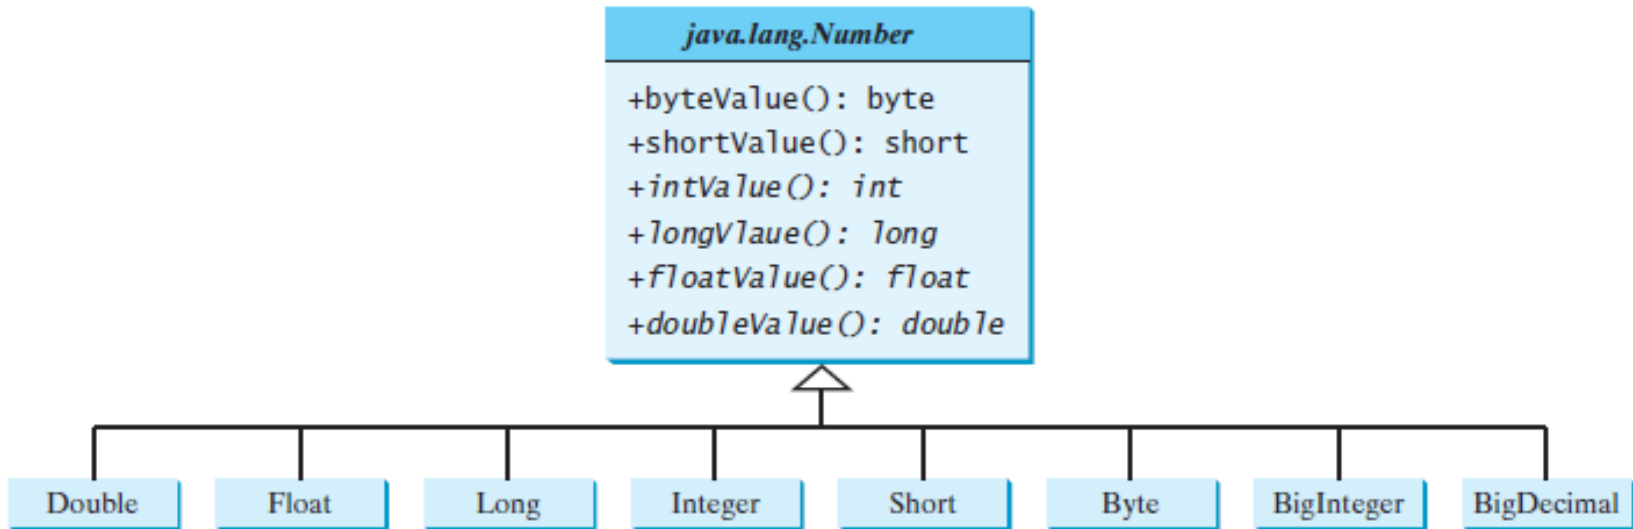 java.lang.Number
+byteValue(): byte
+shortValue(): short
+intValue(): int
+longVlaue(): long
+floatValue(): float
+doubleValue(): double
Double Float Long Integer Short Byte BigInteger BigDecimal